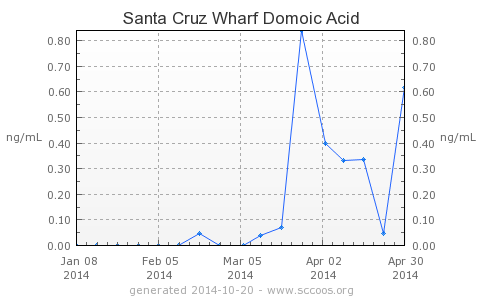 Santa Cruz Wharf Domoic Acid
0.80 0.80
0.70 0.70
0.60 0.60
0.50 0.50
ng/mL ng/mL
0.40 0.40
0.30 0.30
0.20 0.20
0.10 0.10
0.00 0.00
Jan 08 Feb 05 Mar 05 Apr 02 Apr 30
2014 2014 2014 2014 2014
generated 2014-10-20 - www.sccoos.org